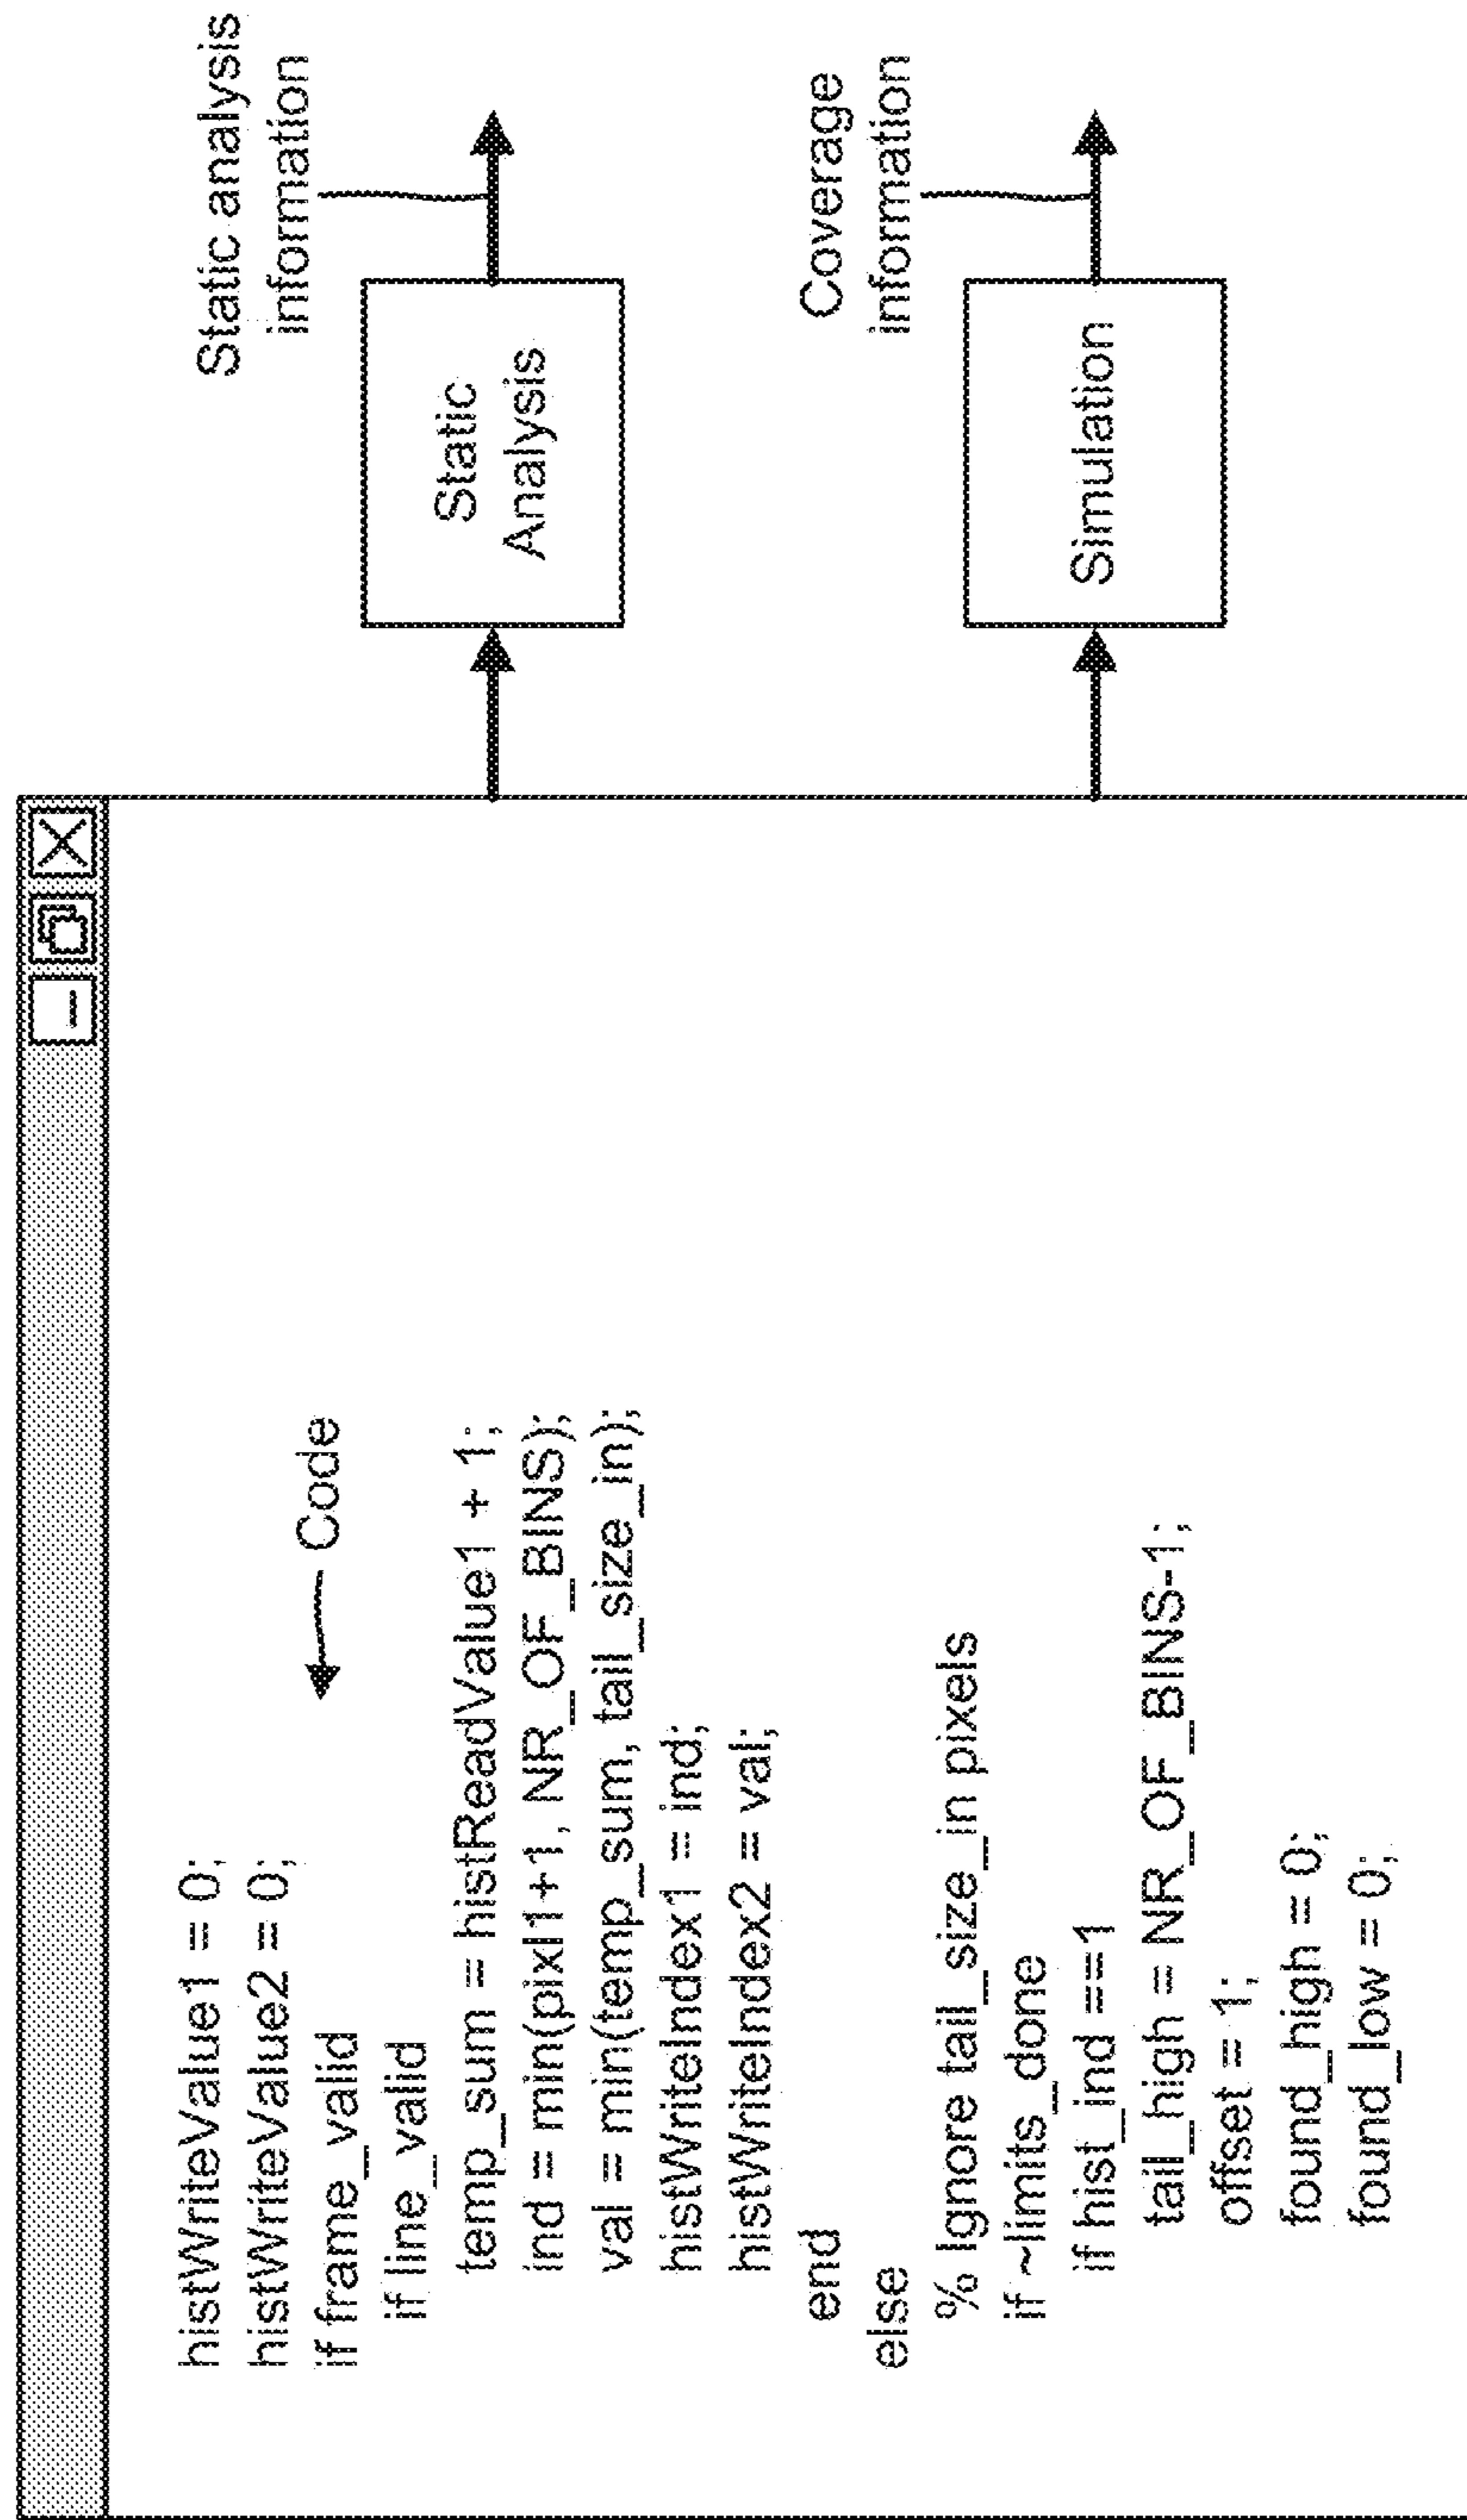 histWriteValue1 = 0;
histWriteValue2 = 0;
if frame_valid
if line_valid
temp_sum = histReadValue1 + 1;
ind = min(pixl1+1, NR_OF_BINS);
val = min(temp_sum, tail_size_in);
histWriteIndex1 = ind;
histWriteIndex2 = val;
end
else
% Ignore tail_size_in pixels
if ~limits_done
if hist_ind ==1
tail_high = NR_OF_BINS-1;
offset = 1;
found_high = 0;
found_low = 0;
Code
Static analysis
information
Static
Analysis
Coverage
information
Simulation